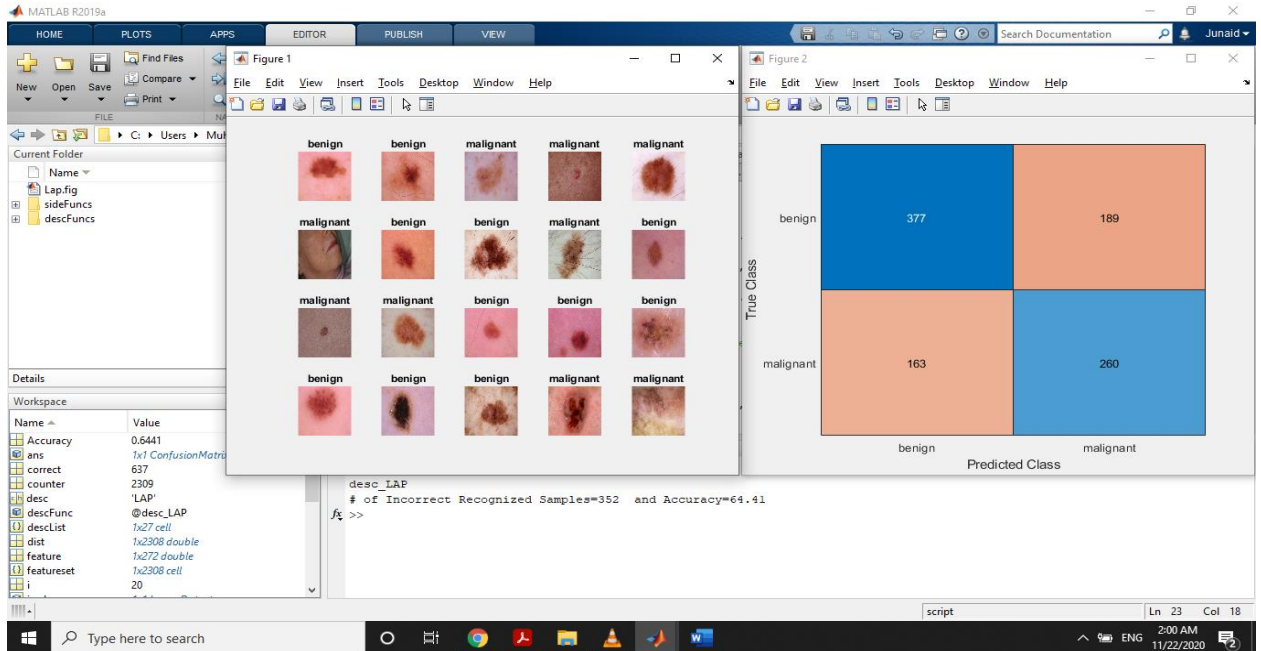 MATLAB R2019a
HOME PLOTS APPS EDITOR PUBLISH VIEW
Search Documentation Junaid
New Open Save
Find Files
Compare
Print
FILE
C: Users
Current Folder
Name
Lap.fig
sideFuncs
descFuncs
Details
Workspace
Name Value
Accuracy 0.6441
ans 1x1 ConfusionMatri
correct 637
counter 2309
desc 'LAP'
descFunc @desc_LAP
descList 1x27 cell
dist 1x2308 double
feature 1x272 double
featureset 1x2308 cell
i 20
Figure 1
File Edit View Insert Tools Desktop Window Help
benign benign malignant malignant malignant
malignant benign benign malignant benign
malignant malignant benign benign benign
benign benign benign malignant malignant
Figure 2
File Edit View Insert Tools Desktop Window Help
True Class
benign 377 189
malignant 163 260
benign malignant
Predicted Class
desc_LAP
# of Incorrect Recognized Samples=352 and Accuracy=64.41
fx >>
script Ln 23 Col 18
Type here to search
ENG
2:00 AM
11/22/2020
2